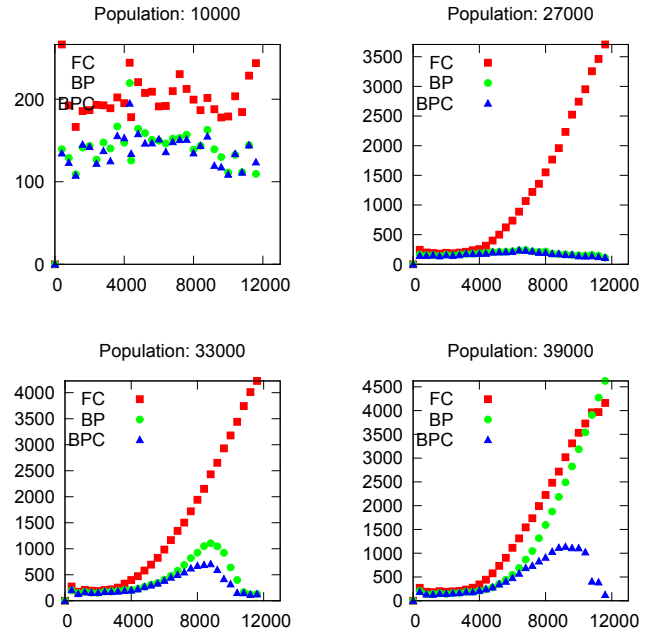 Population: 10000
FC
BP
BPC
200
100
0
0 4000 8000 12000
Population: 27000
FC
BP
BPC
3500
3000
2500
2000
1500
1000
500
0
0 4000 8000 12000
Population: 33000
FC
BP
BPC
4000
3500
3000
2500
2000
1500
1000
500
0
0 4000 8000 12000
Population: 39000
FC
BP
BPC
4500
4000
3500
3000
2500
2000
1500
1000
500
0
0 4000 8000 12000